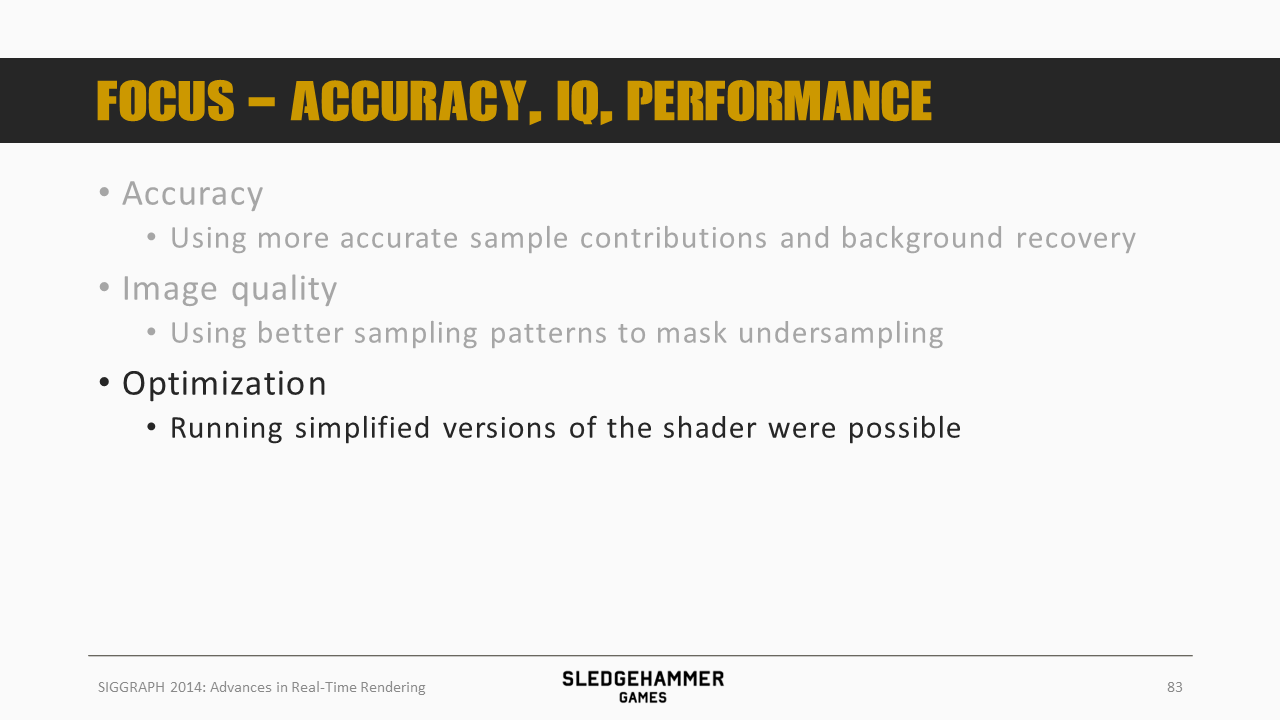 FOCUS – ACCURACY, IQ, PERFORMANCE
• Accuracy
• Using more accurate sample contributions and background recovery
• Image quality
• Using better sampling patterns to mask undersampling
• Optimization
• Running simplified versions of the shader were possible
SIGGRAPH 2014: Advances in Real-Time Rendering
SLEDGEHAMMER
GAMES
83